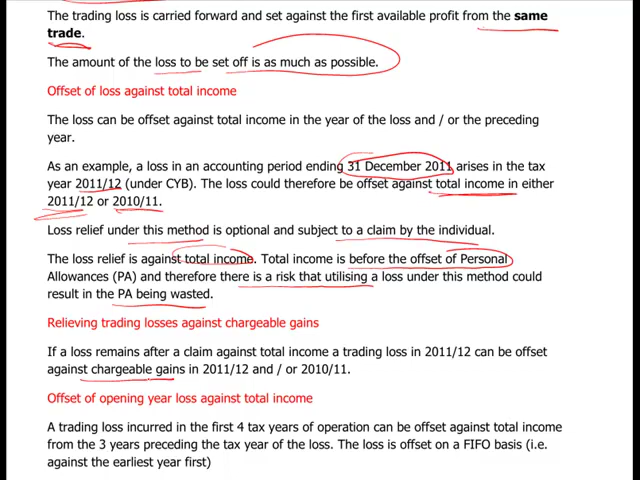 The trading loss is carried forward and set against the first available profit from the same
trade.
The amount of the loss to be set off is as much as possible.
Offset of loss against total income
The loss can be offset against total income in the year of the loss and / or the preceding
year.
As an example, a loss in an accounting period ending 31 December 2011 arises in the tax
year 2011/12 (under CYB). The loss could therefore be offset against total income in either
2011/12 or 2010/11.
Loss relief under this method is optional and subject to a claim by the individual.
The loss relief is against total income. Total income is before the offset of Personal
Allowances (PA) and therefore there is a risk that utilising a loss under this method could
result in the PA being wasted.
Relieving trading losses against chargeable gains
If a loss remains after a claim against total income a trading loss in 2011/12 can be offset
against chargeable gains in 2011/12 and / or 2010/11.
Offset of opening year loss against total income
A trading loss incurred in the first 4 tax years of operation can be offset against total income
from the 3 years preceding the tax year of the loss. The loss is offset on a FIFO basis (i.e.
against the earliest year first)